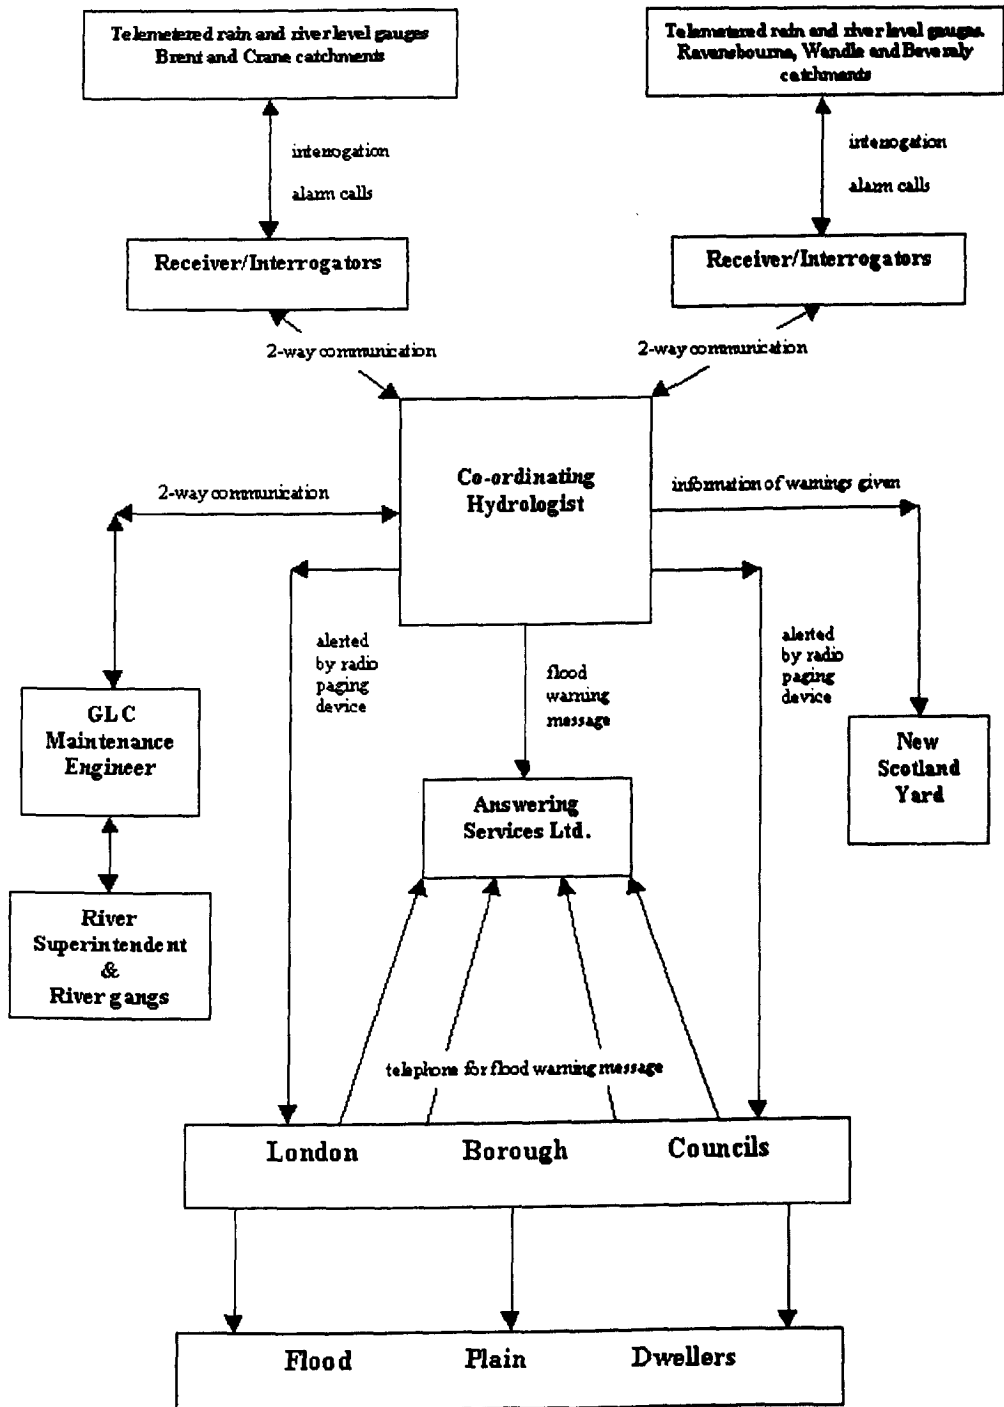 Telemetered rain and river level gauges
Brent and Crane catchments
Telemetered rain and river level gauges.
Ravensbourne, Wandle and Beveraly
catchments
interrogation
alarm calls
interrogation
alarm calls
Receiver/Interrogators
Receiver/Interrogators
2-way communication
2-way communication
Co-ordinating
Hydrologist
2-way communication
information of warnings given
alerted
by radio
paging
device
flood
warning
message
alerted
by radio
paging
device
GLC
Maintenance
Engineer
New
Scotland
Yard
Answering
Services Ltd.
River
Superintendent
&
River gangs
telephone for flood warning message
London Borough Councils
Flood Plain Dwellers